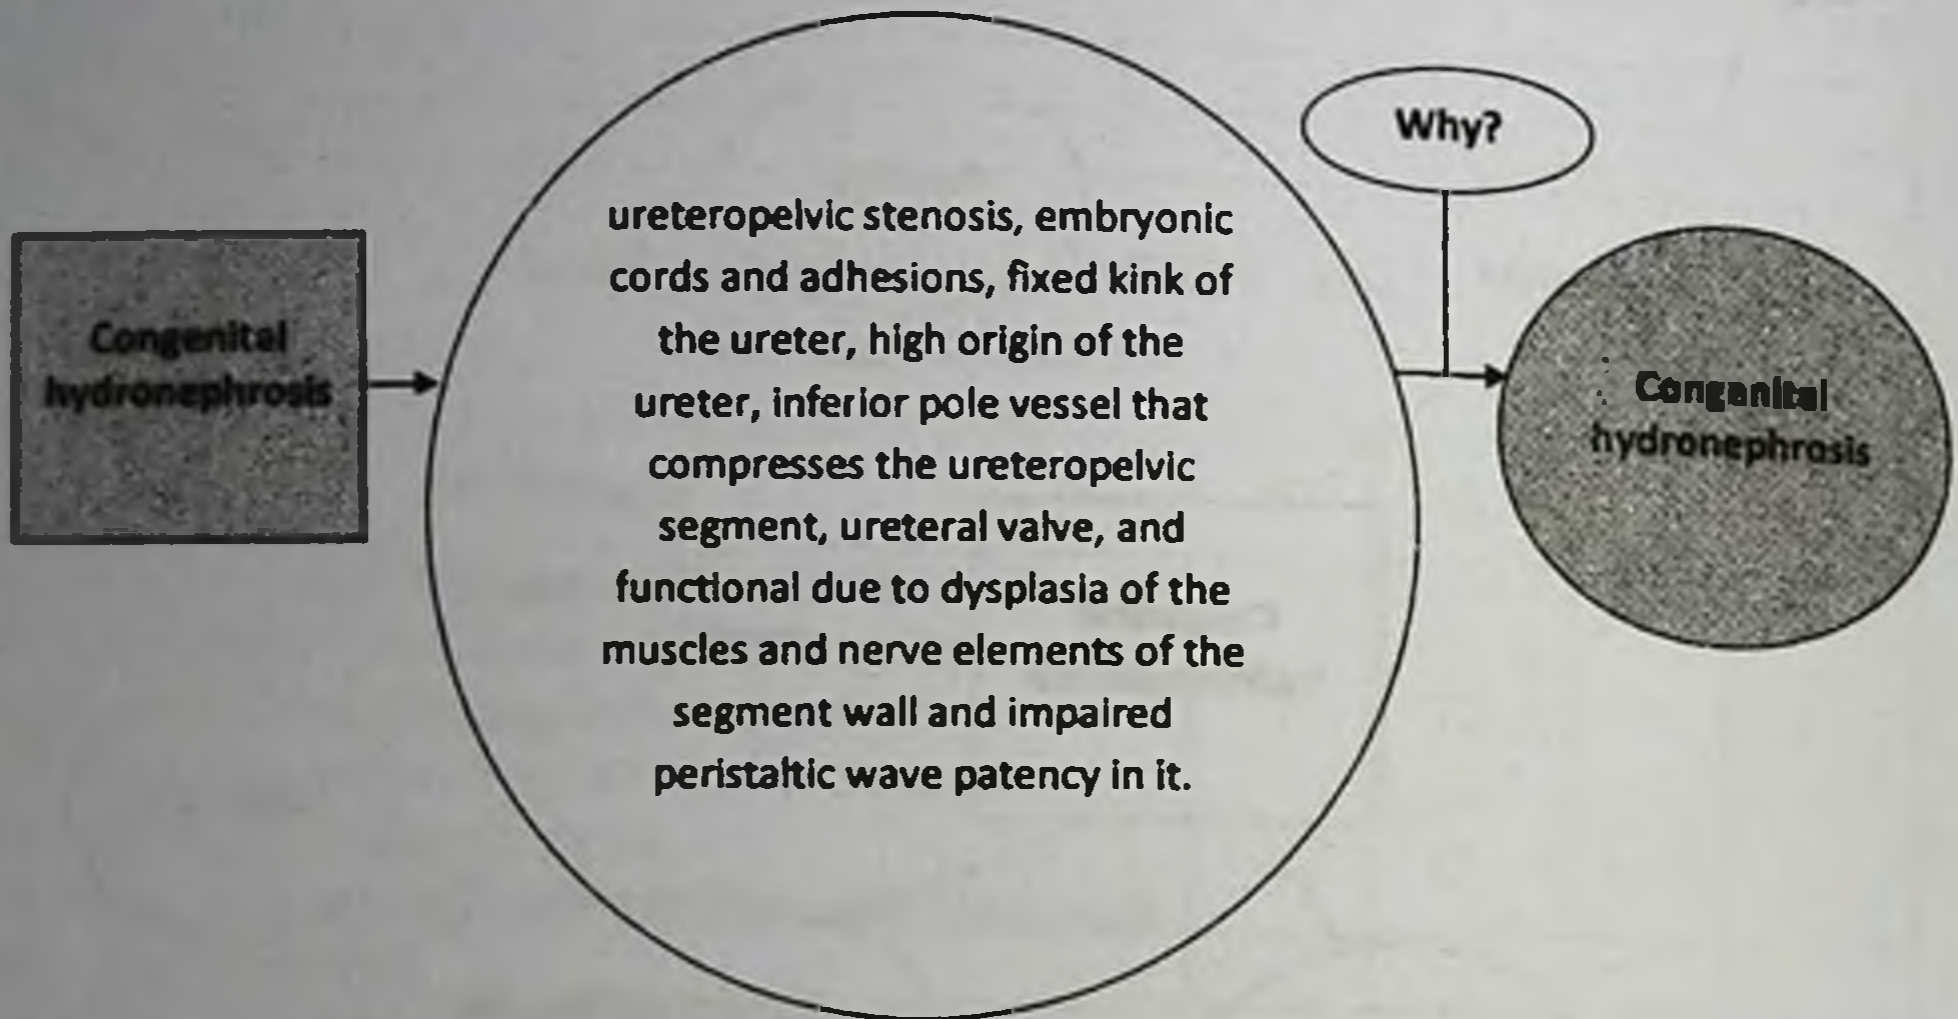 Congenital
hydronephrosis
ureteropelvic stenosis, embryonic
cords and adhesions, fixed kink of
the ureter, high origin of the
ureter, inferior pole vessel that
compresses the ureteropelvic
segment, ureteral valve, and
functional due to dysplasia of the
muscles and nerve elements of the
segment wall and impaired
peristaltic wave patency in it.
Why?
Conganital
hydronephrosis